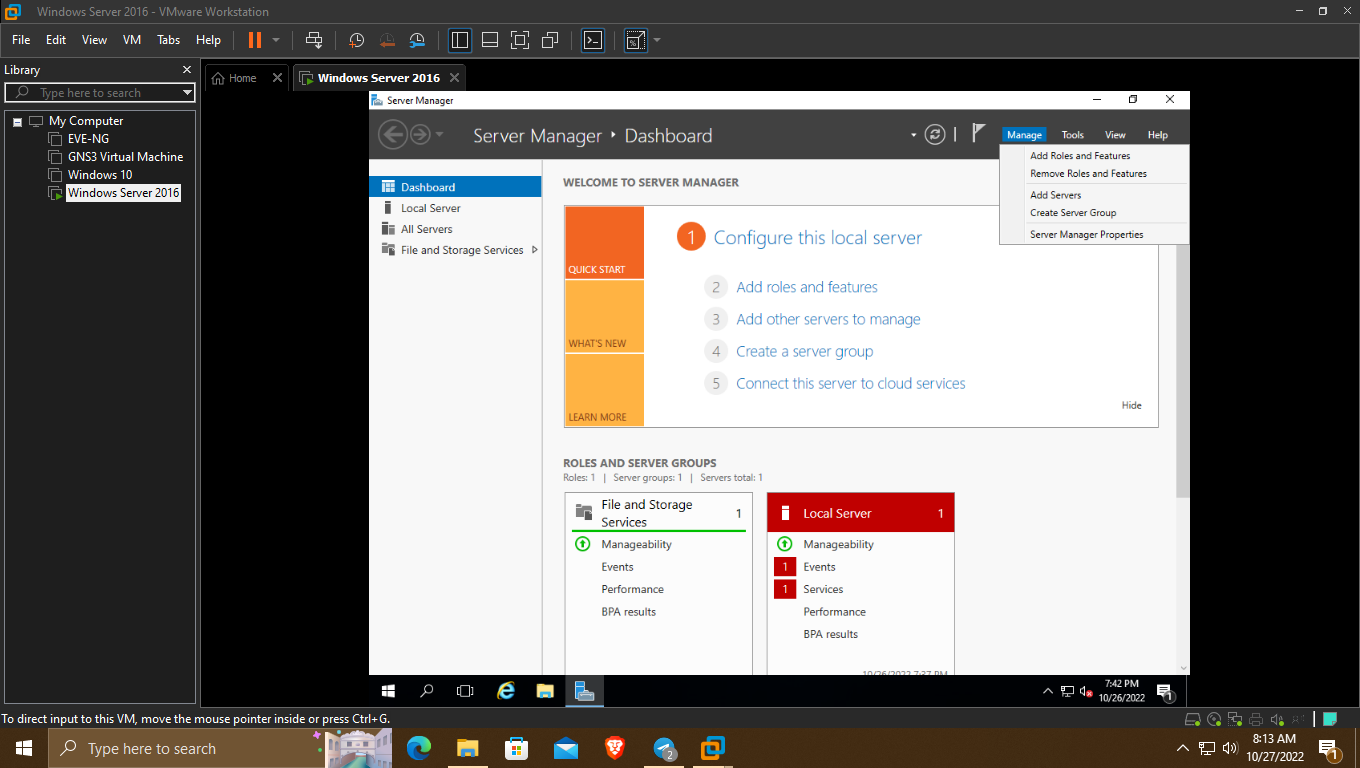 Windows Server 2016 - VMware Workstation
File Edit View VM Tabs Help
Library
Type here to search
My Computer
EVE-NG
GNS3 Virtual Machine
Windows 10
Windows Server 2016
Home
Windows Server 2016
Server Manager
Server Manager Dashboard
Manage Tools View Help
Add Roles and Features
Remove Roles and Features
Add Servers
Create Server Group
Server Manager Properties
Dashboard
Local Server
All Servers
File and Storage Services
WELCOME TO SERVER MANAGER
QUICK START
WHAT'S NEW
LEARN MORE
1 Configure this local server
2 Add roles and features
3 Add other servers to manage
4 Create a server group
5 Connect this server to cloud services
Hide
ROLES AND SERVER GROUPS
Roles: 1 | Server groups: 1 | Servers total: 1
File and Storage
Services 1
Manageability
Events
Performance
BPA results
Local Server 1
Manageability
1 Events
1 Services
Performance
BPA results
10/26/2022 7:37 PM
7:42 PM
10/26/2022
1
To direct input to this VM, move the mouse pointer inside or press Ctrl+G.
Type here to search
2
8:13 AM
10/27/2022
1